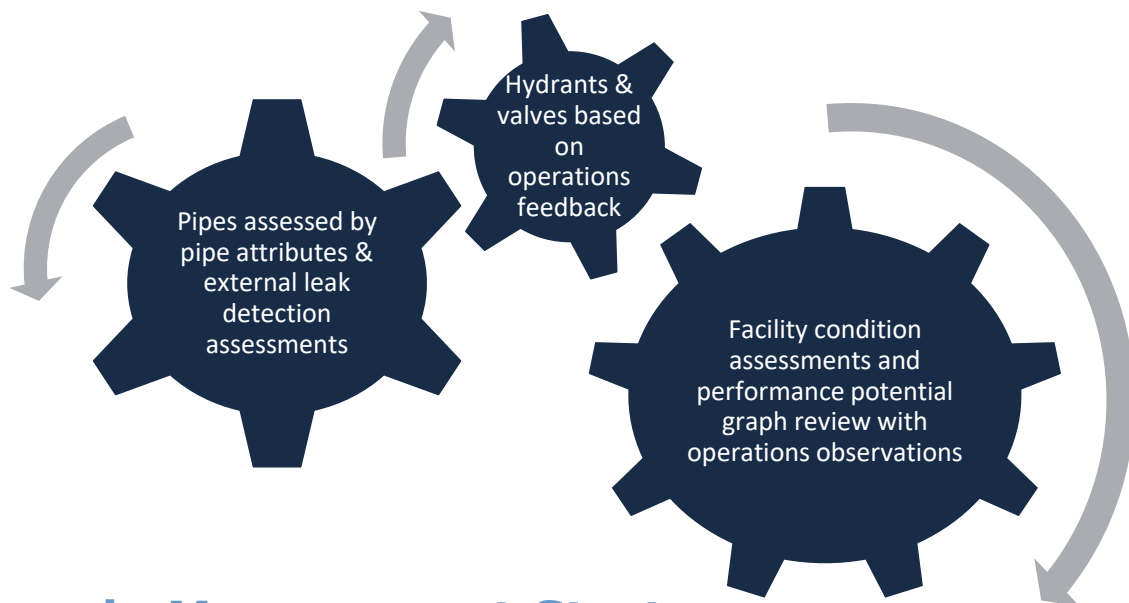 Hydrants &
valves based
on
operations
feedback
Pipes assessed by
pipe attributes &
external leak
detection
assessments
Facility condition
assessments and
performance potential
graph review with
operations observations